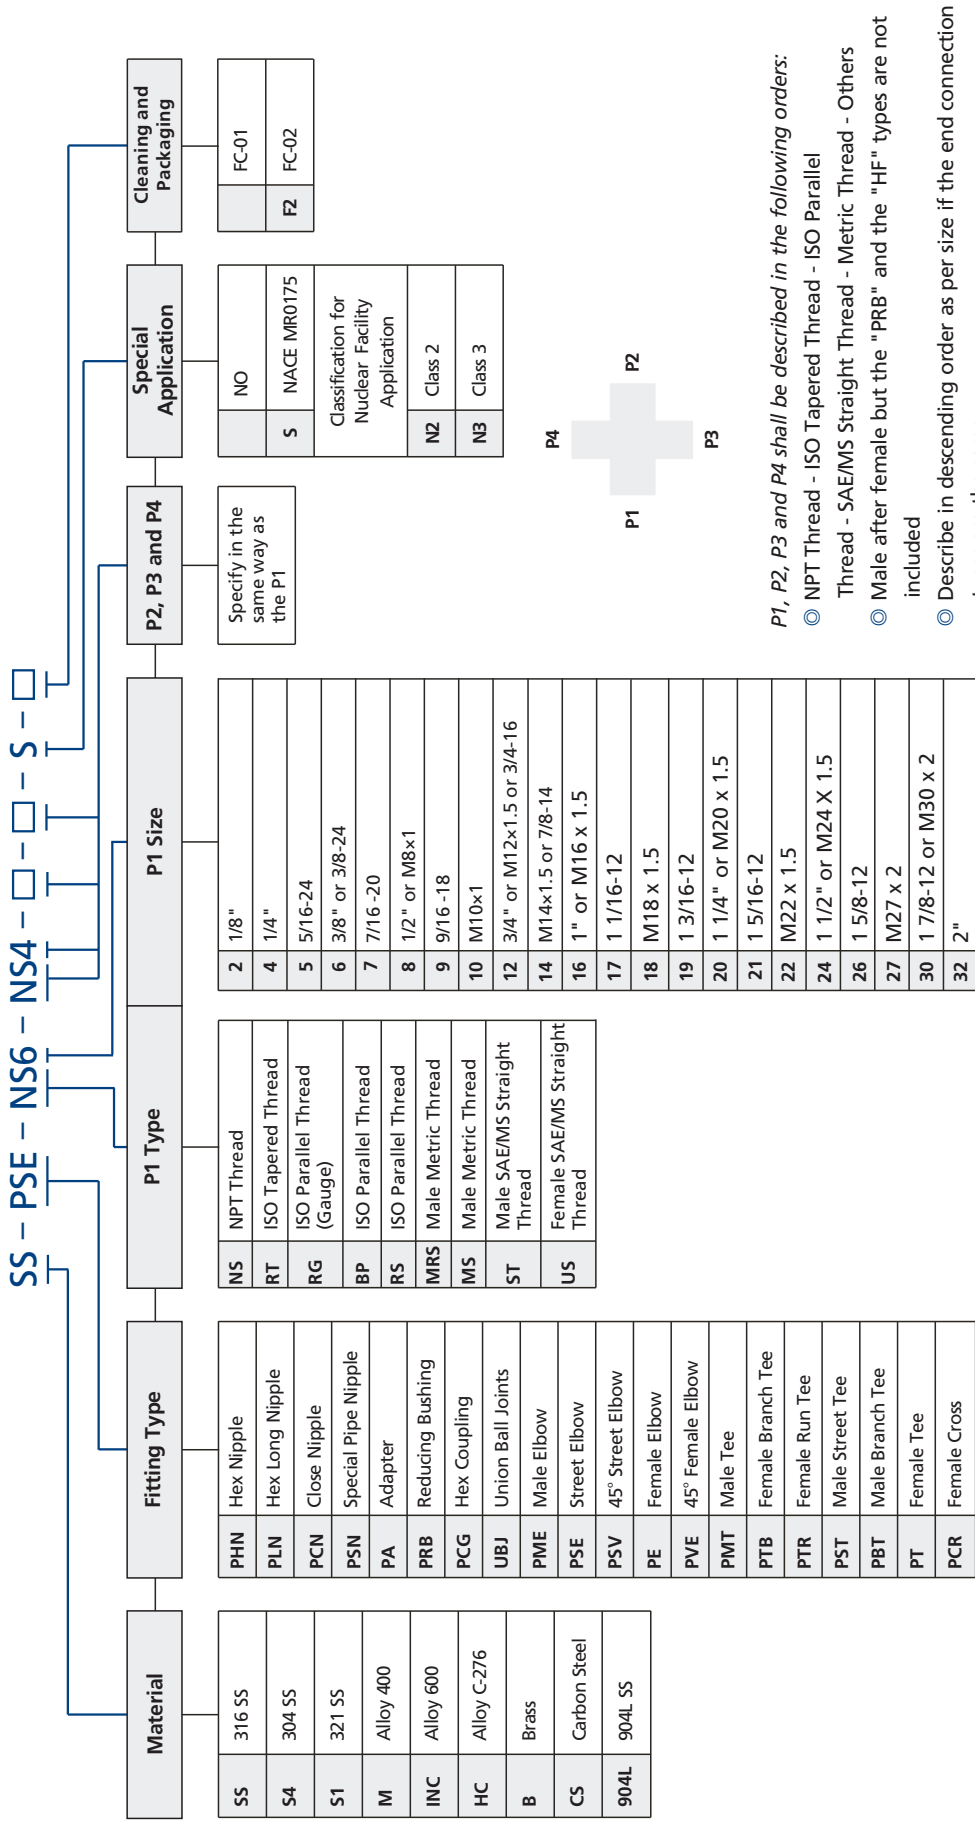 SS – PSE – NS6 – NS4 – □ – □ – S – □
Material
SS 316 SS
S4 304 SS
S1 321 SS
M Alloy 400
INC Alloy 600
HC Alloy C-276
B Brass
CS Carbon Steel
904L 904L SS
Fitting Type
PHN Hex Nipple
PLN Hex Long Nipple
PCN Close Nipple
PSN Special Pipe Nipple
PA Adapter
PRB Reducing Bushing
PCG Hex Coupling
UBJ Union Ball Joints
PME Male Elbow
PSE Street Elbow
PSV 45° Street Elbow
PE Female Elbow
PVE 45° Female Elbow
PMT Male Tee
PTB Female Branch Tee
PTR Female Run Tee
PST Male Street Tee
PBT Male Branch Tee
PT Female Tee
PCR Female Cross
P1 Type
NS NPT Thread
RT ISO Tapered Thread
RG ISO Parallel Thread
(Gauge)
BP ISO Parallel Thread
RS ISO Parallel Thread
MRS Male Metric Thread
MS Male Metric Thread
ST Male SAE/MS Straight
Thread
US Female SAE/MS Straight
Thread
P1 Size
2 1/8"
4 1/4"
5 5/16-24
6 3/8" or 3/8-24
7 7/16 -20
8 1/2" or M8×1
9 9/16 -18
10 M10×1
12 3/4" or M12×1.5 or 3/4-16
14 M14×1.5 or 7/8-14
16 1" or M16 x 1.5
17 1 1/16-12
18 M18 x 1.5
19 1 3/16-12
20 1 1/4" or M20 x 1.5
21 1 5/16-12
22 M22 x 1.5
24 1 1/2" or M24 X 1.5
26 1 5/8-12
27 M27 x 2
30 1 7/8-12 or M30 x 2
32 2"
P2, P3 and P4
Specify in the
same way as
the P1
Special
Application
NO
S NACE MR0175
Classification for
Nuclear Facility
Application
N2 Class 2
N3 Class 3
Cleaning and
Packaging
FC-01
F2 FC-02
P4
P1 P2
P3
P1, P2, P3 and P4 shall be described in the following orders:
◎ NPT Thread - ISO Tapered Thread - ISO Parallel
Thread - SAE/MS Straight Thread - Metric Thread - Others
◎ Male after female but the "PRB" and the "HF" types are not
included
◎ Describe in descending order as per size if the end connection